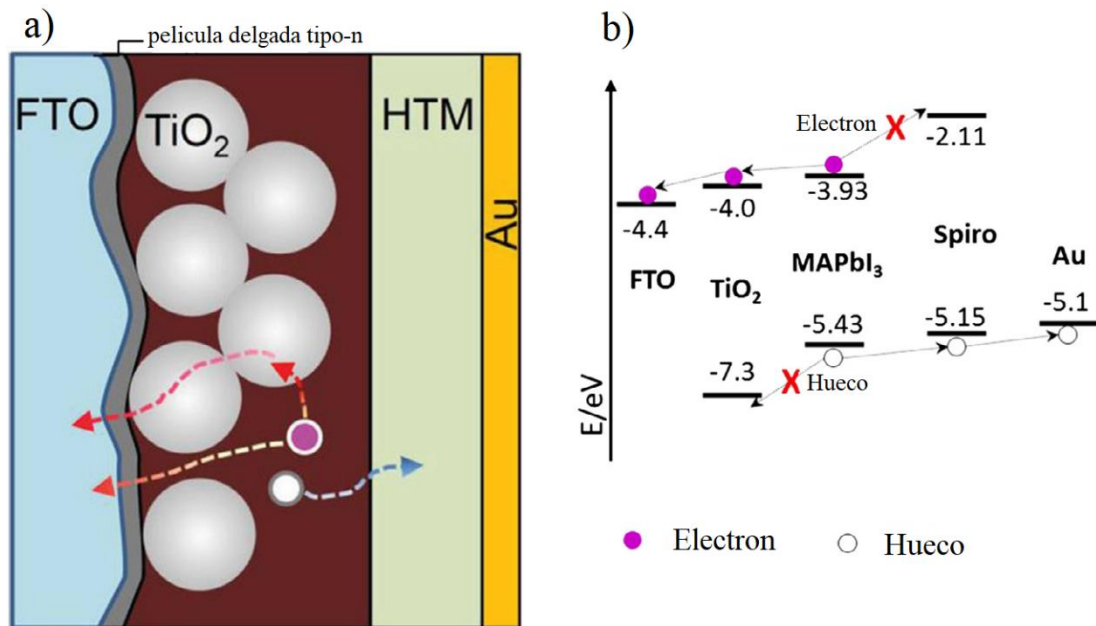 a)
pelicula delgada tipo-n
FTO
TiO₂
HTM
Au
b)
E/eV
Electron
-2.11
-3.93
-4.0
-4.4
Spiro
MAPbI₃
Au
FTO
TiO₂
-5.43
-5.15
-5.1
-7.3
X
X
Hueco
Electron
Hueco